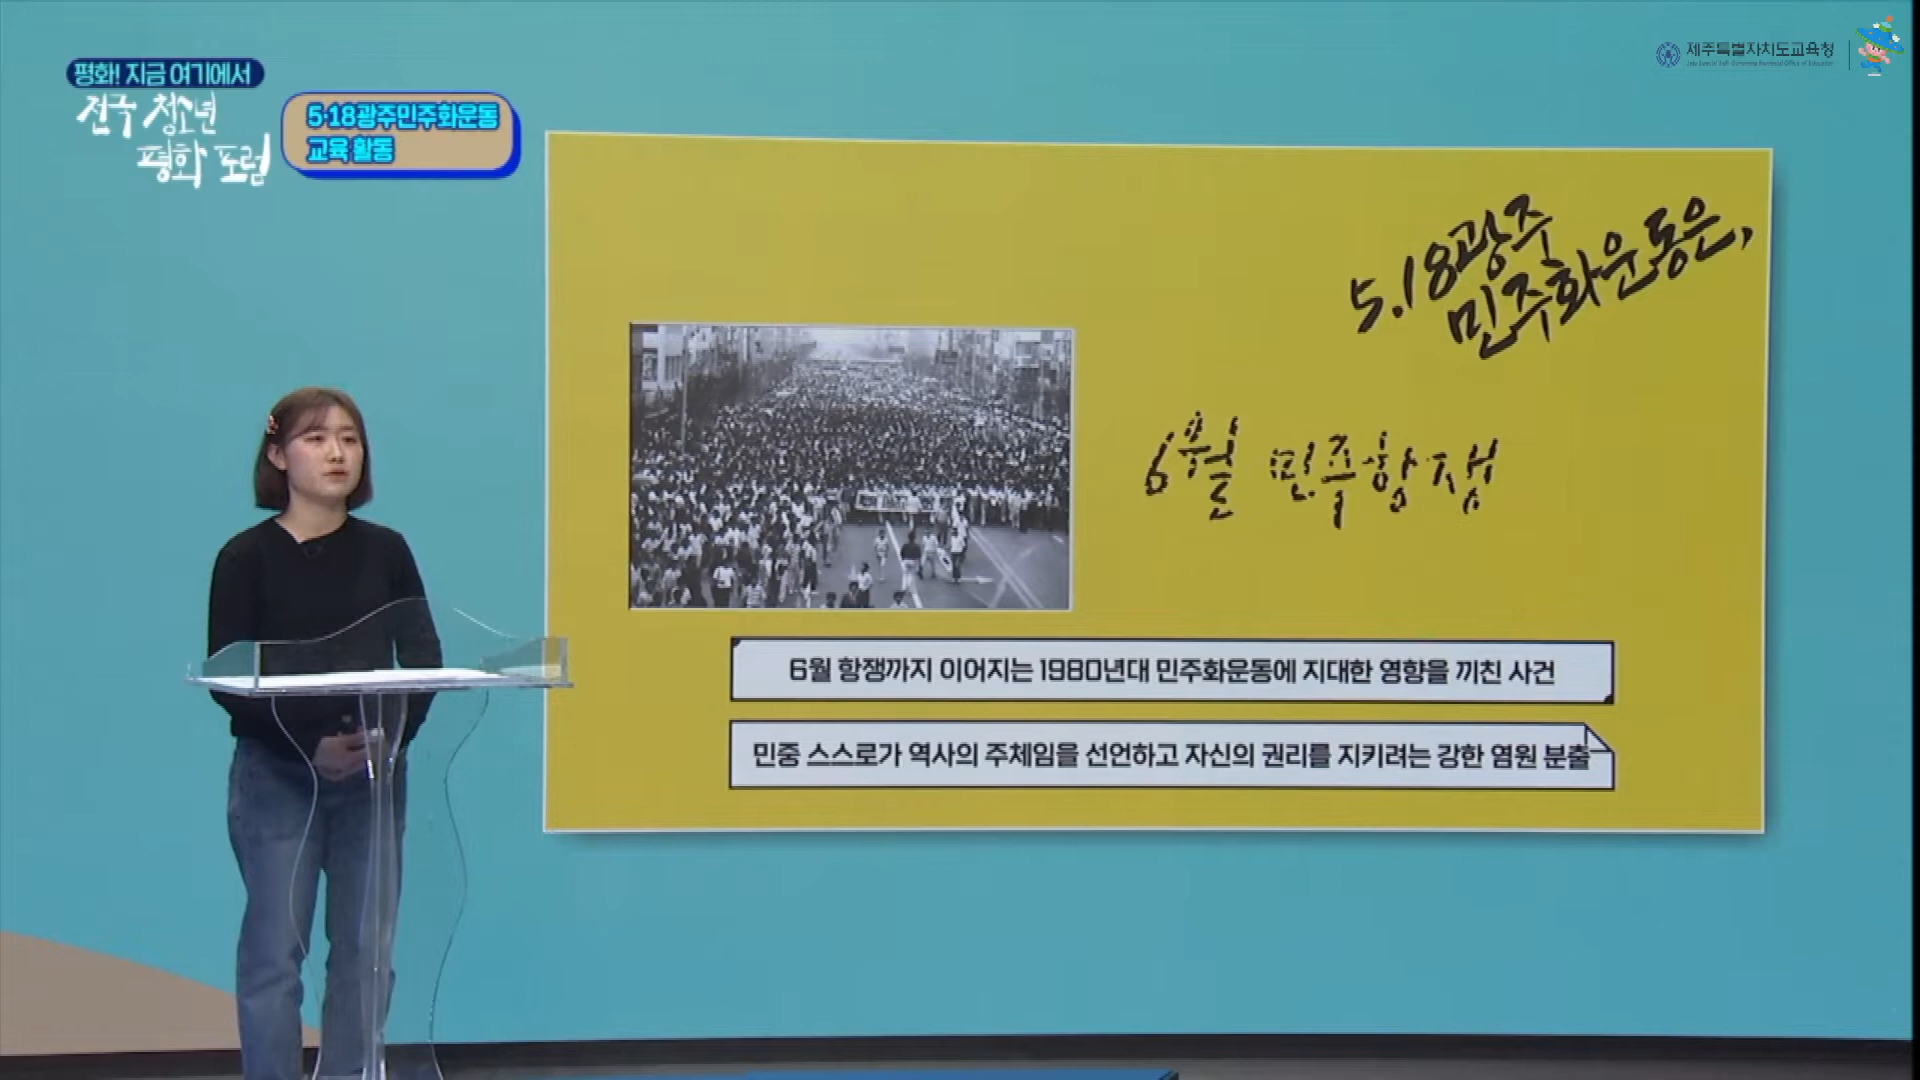 평화! 지금 여기에서
전국 청소년
평화 포럼
5·18광주민주화운동
교육 활동
제주특별자치도교육청
5.18광주
민주화운동은,
6월 민주항쟁
6월 항쟁까지 이어지는 1980년대 민주화운동에 지대한 영향을 끼친 사건
민중 스스로가 역사의 주체임을 선언하고 자신의 권리를 지키려는 강한 염원 분출